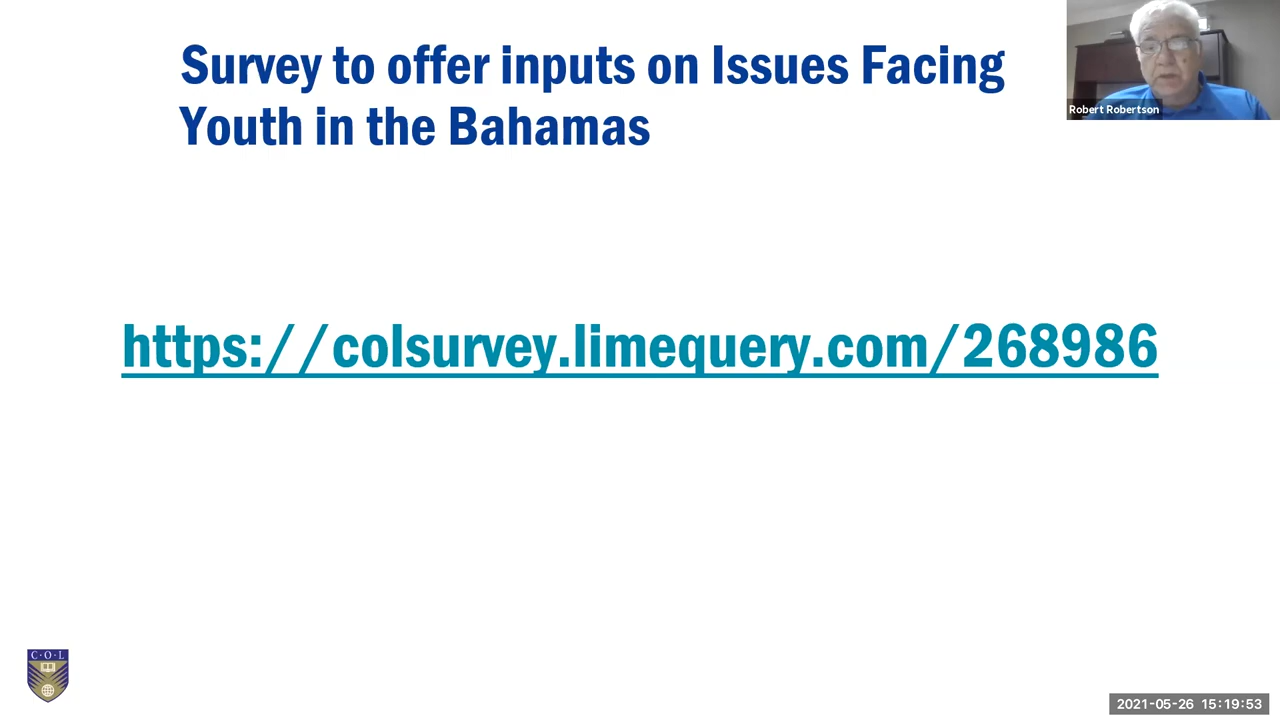 Survey to offer inputs on Issues Facing
Youth in the Bahamas
Robert Robertson
https://colsurvey.limequery.com/268986
C·O·L
2021-05-26 15:19:53